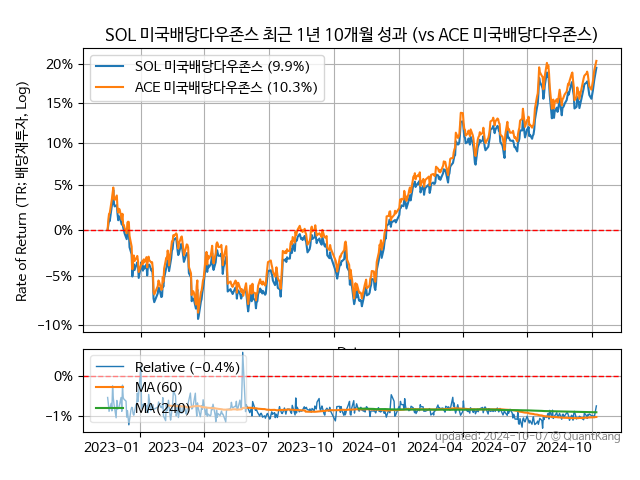 SOL 미국배당다우존스 최근 1년 10개월 성과 (vs ACE 미국배당다우존스)
SOL 미국배당다우존스 (9.9%)
ACE 미국배당다우존스 (10.3%)
Rate of Return (TR: 배당재투자, Log)
20%
15%
10%
5%
0%
−5%
−10%
Relative (−0.4%)
MA(60)
MA(240)
0%
−1%
updated: 2024-10-07 © QuantKang
2023−01
2023−04
2023−07
2023−10
2024−01
2024−04
2024−07
2024−10